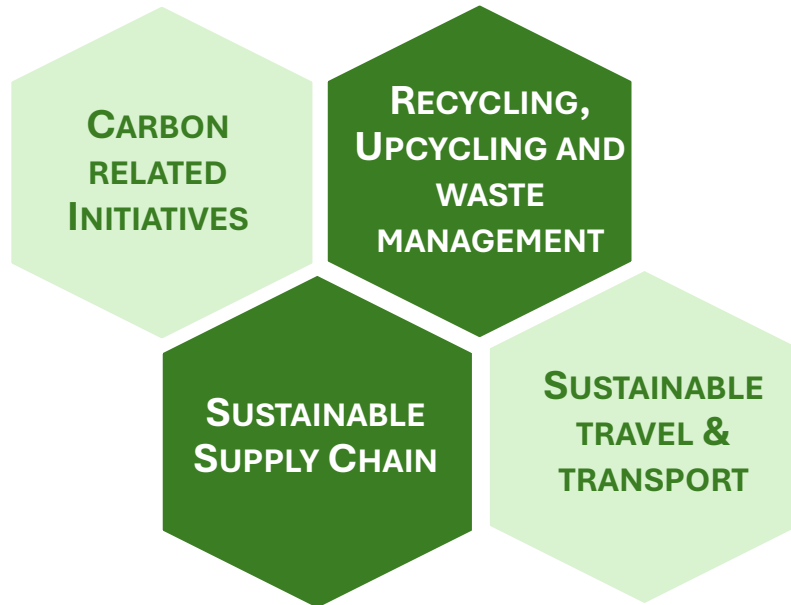 CARBON
RELATED
INITIATIVES
RECYCLING,
UPCYCLING AND
WASTE
MANAGEMENT
SUSTAINABLE
SUPPLY CHAIN
SUSTAINABLE
TRAVEL &
TRANSPORT